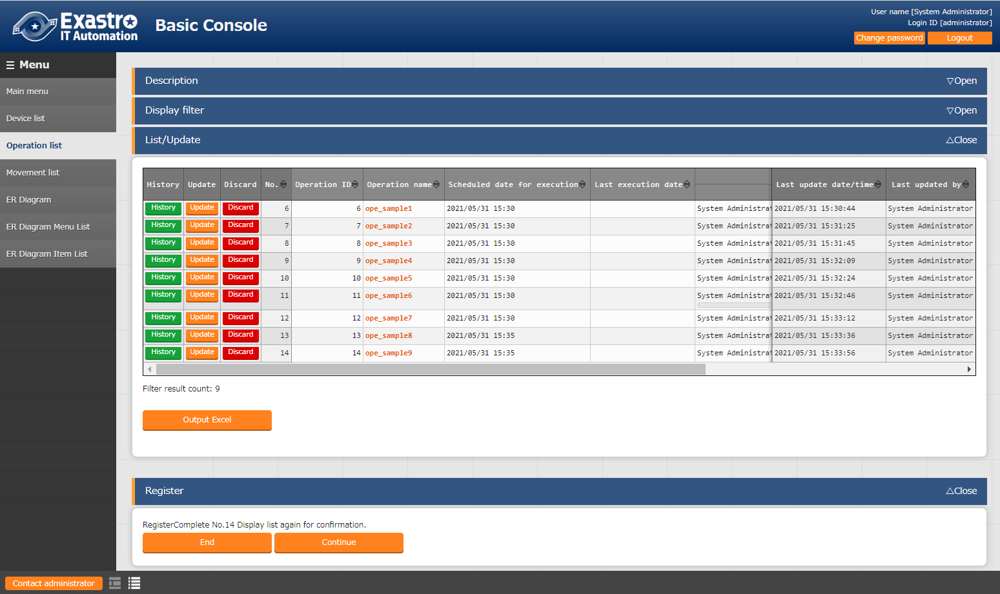 Exastro
IT Automation
Basic Console
User name [System Administrator]
Login ID [administrator]
Change password Logout
Menu
Main menu
Device list
Operation list
Movement list
ER Diagram
ER Diagram Menu List
ER Diagram Item List
Description ▽Open
Display filter ▽Open
List/Update △Close
History Update Discard No. Operation ID Operation name Scheduled date for execution Last execution date Last update date/time Last updated by
History Update Discard 6 6 ope_sample1 2021/05/31 15:30 System Administrat 2021/05/31 15:30:44 System Administrator
History Update Discard 7 7 ope_sample2 2021/05/31 15:30 System Administrat 2021/05/31 15:31:25 System Administrator
History Update Discard 8 8 ope_sample3 2021/05/31 15:30 System Administrat 2021/05/31 15:31:45 System Administrator
History Update Discard 9 9 ope_sample4 2021/05/31 15:30 System Administrat 2021/05/31 15:32:09 System Administrator
History Update Discard 10 10 ope_sample5 2021/05/31 15:30 System Administrat 2021/05/31 15:32:24 System Administrator
History Update Discard 11 11 ope_sample6 2021/05/31 15:30 System Administrat 2021/05/31 15:32:46 System Administrator
History Update Discard 12 12 ope_sample7 2021/05/31 15:30 System Administrat 2021/05/31 15:33:12 System Administrator
History Update Discard 13 13 ope_sample8 2021/05/31 15:35 System Administrat 2021/05/31 15:33:36 System Administrator
History Update Discard 14 14 ope_sample9 2021/05/31 15:35 System Administrat 2021/05/31 15:33:56 System Administrator
Filter result count: 9
Output Excel
Register △Close
RegisterComplete No.14 Display list again for confirmation.
End Continue
Contact administrator